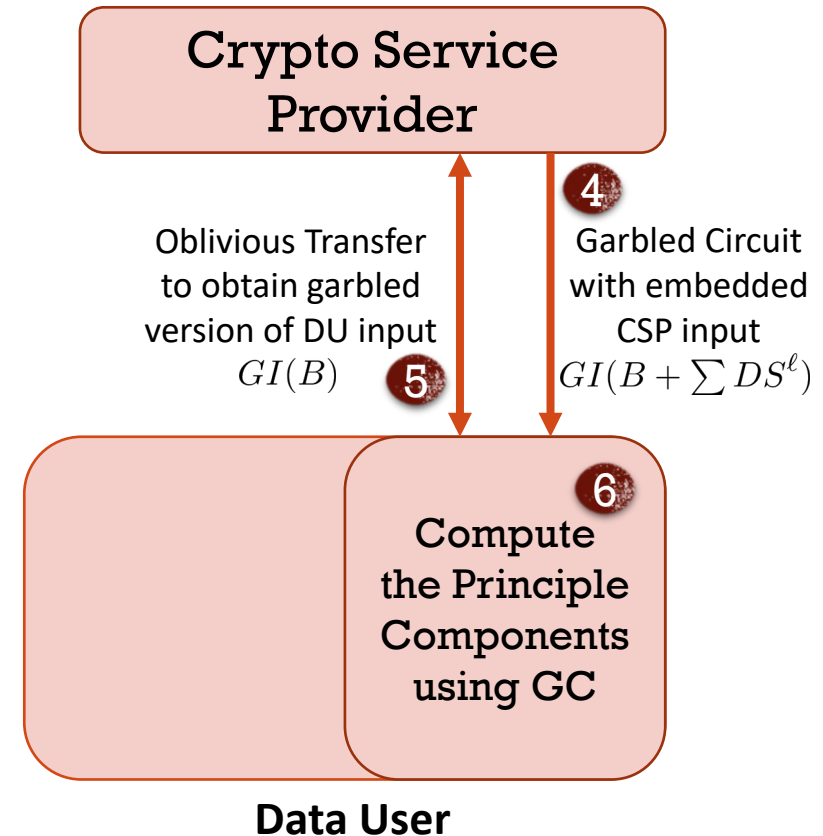 Crypto Service
Provider
4
Oblivious Transfer
to obtain garbled
version of DU input
GI(B)
5
Garbled Circuit
with embedded
CSP input
GI(B + ∑ DS^ℓ)
6
Compute
the Principle
Components
using GC
Data User